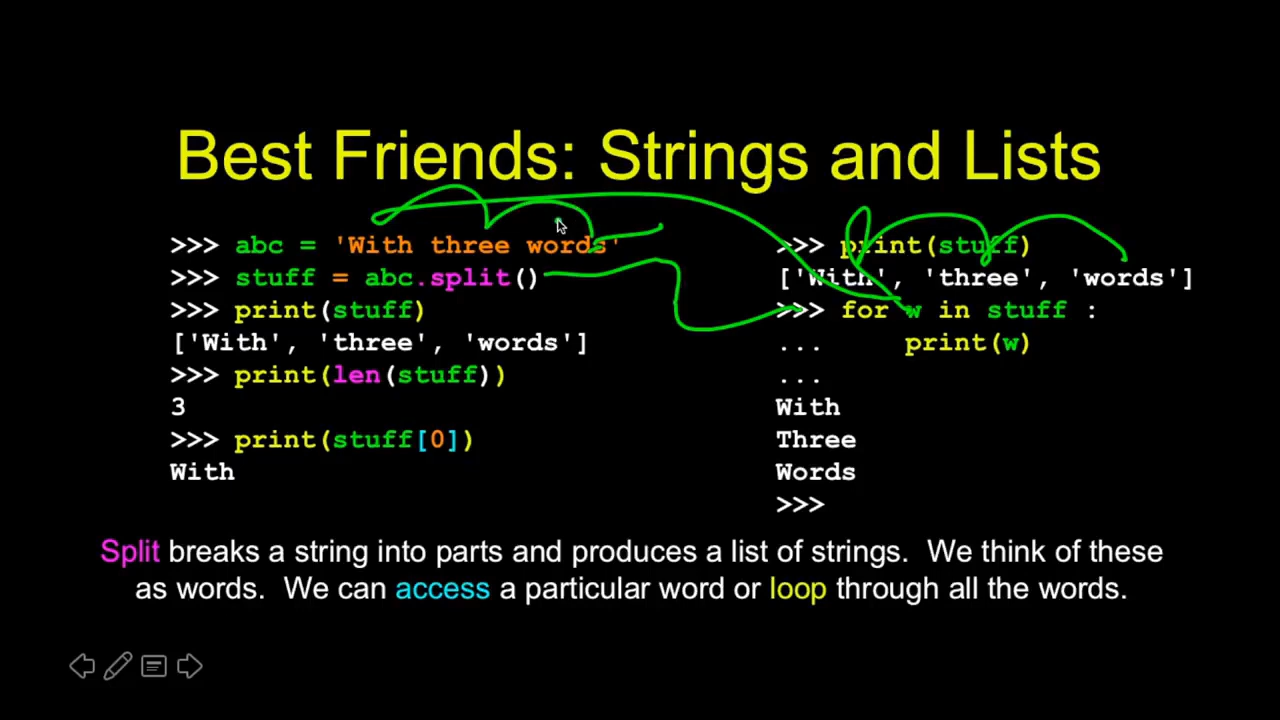 Best Friends: Strings and Lists
>>> abc = 'With three words'
>>> stuff = abc.split()
>>> print(stuff)
['With', 'three', 'words']
>>> print(len(stuff))
3
>>> print(stuff[0])
With
>>> print(stuff)
['With', 'three', 'words']
>>> for w in stuff :
...     print(w)
...
With
Three
Words
>>>
Split breaks a string into parts and produces a list of strings.  We think of these
as words.  We can access a particular word or loop through all the words.